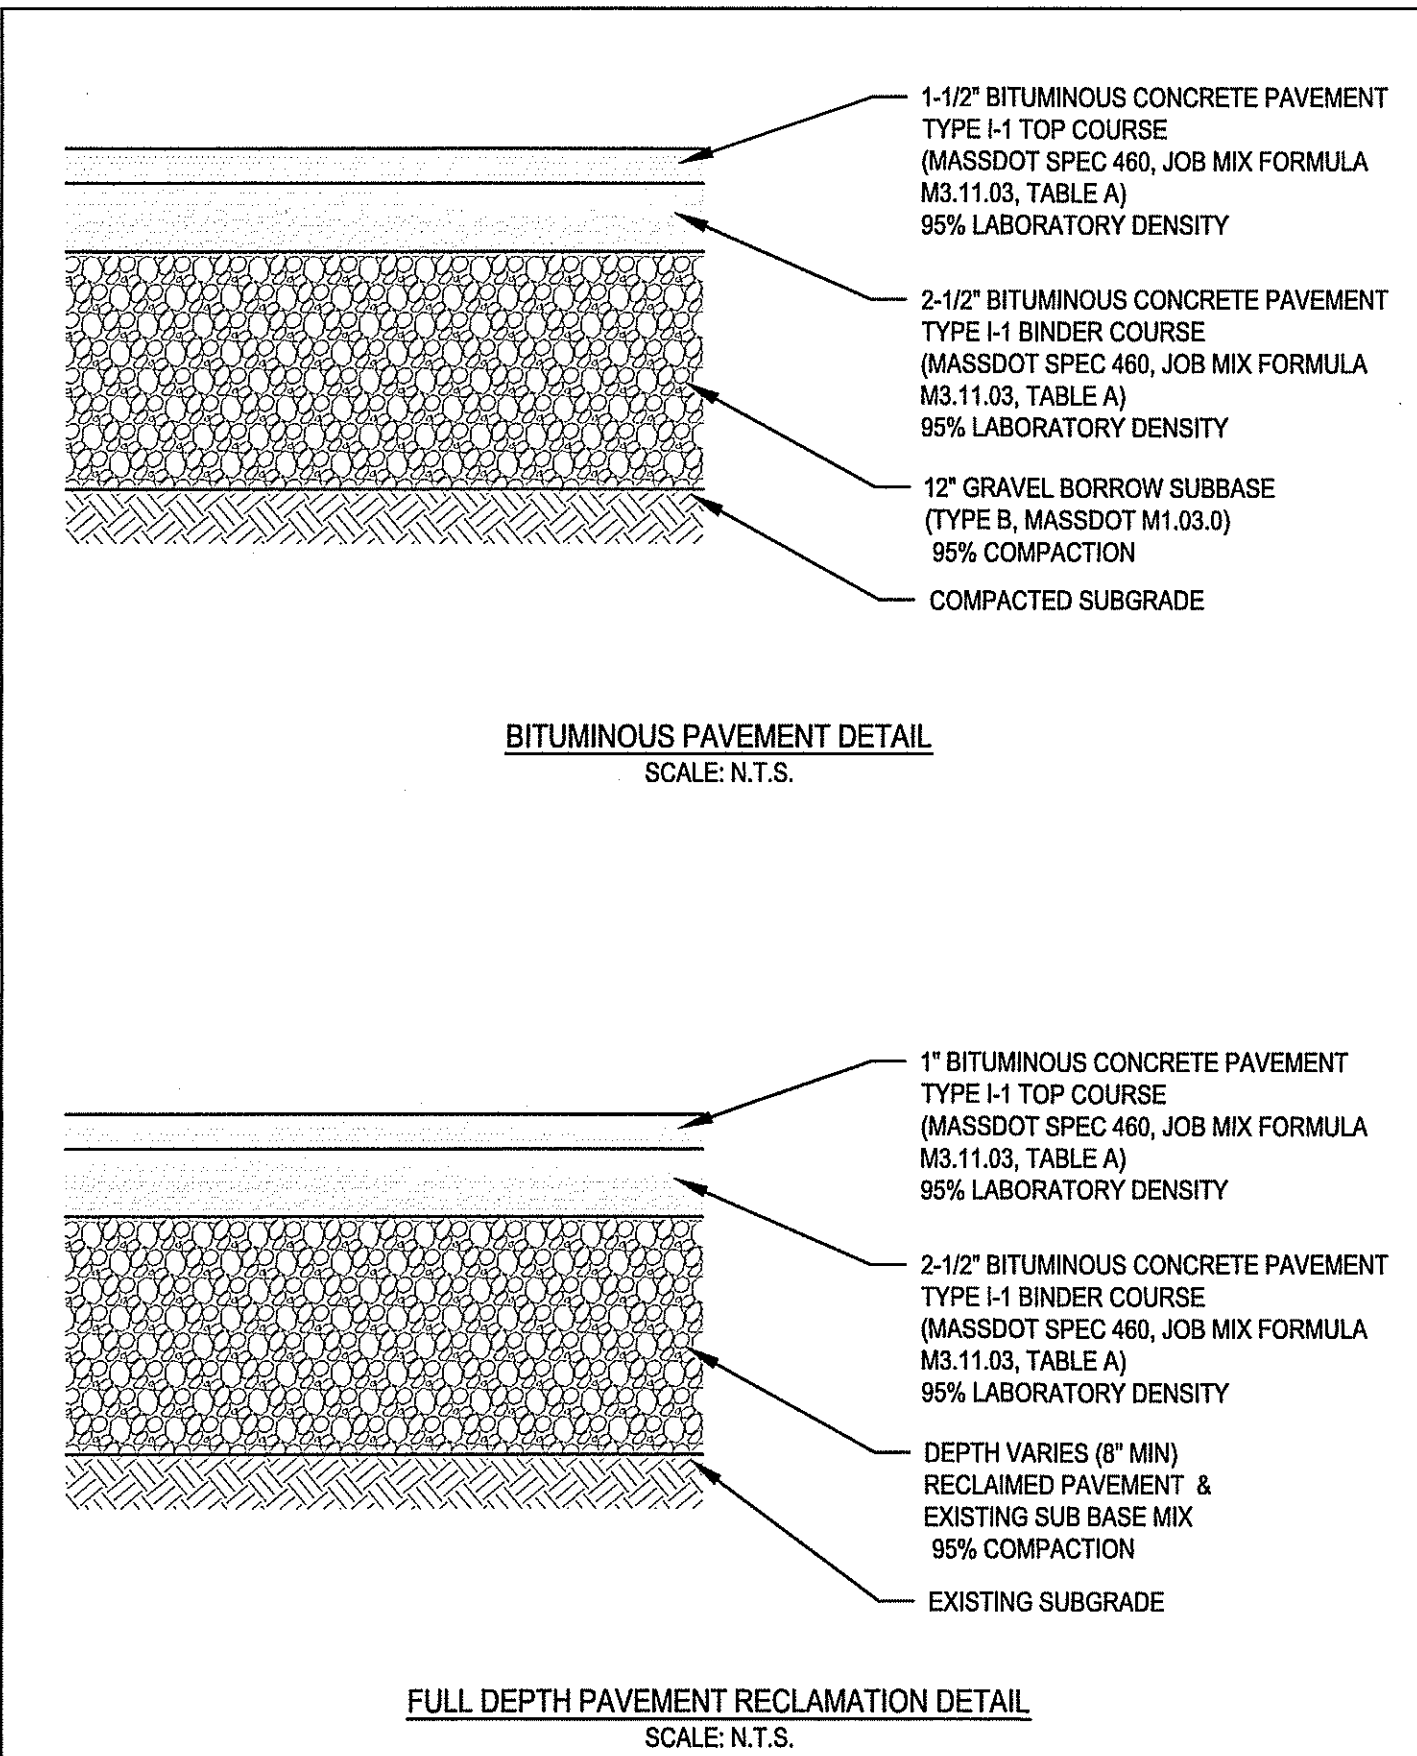 1-1/2" BITUMINOUS CONCRETE PAVEMENT
TYPE I-1 TOP COURSE
(MASSDOT SPEC 460, JOB MIX FORMULA
M3.11.03, TABLE A)
95% LABORATORY DENSITY
2-1/2" BITUMINOUS CONCRETE PAVEMENT
TYPE I-1 BINDER COURSE
(MASSDOT SPEC 460, JOB MIX FORMULA
M3.11.03, TABLE A)
95% LABORATORY DENSITY
12" GRAVEL BORROW SUBBASE
(TYPE B, MASSDOT M1.03.0)
95% COMPACTION
COMPACTED SUBGRADE
BITUMINOUS PAVEMENT DETAIL
SCALE: N.T.S.
1" BITUMINOUS CONCRETE PAVEMENT
TYPE I-1 TOP COURSE
(MASSDOT SPEC 460, JOB MIX FORMULA
M3.11.03, TABLE A)
95% LABORATORY DENSITY
2-1/2" BITUMINOUS CONCRETE PAVEMENT
TYPE I-1 BINDER COURSE
(MASSDOT SPEC 460, JOB MIX FORMULA
M3.11.03, TABLE A)
95% LABORATORY DENSITY
DEPTH VARIES (8" MIN)
RECLAIMED PAVEMENT &
EXISTING SUB BASE MIX
95% COMPACTION
EXISTING SUBGRADE
FULL DEPTH PAVEMENT RECLAMATION DETAIL
SCALE: N.T.S.